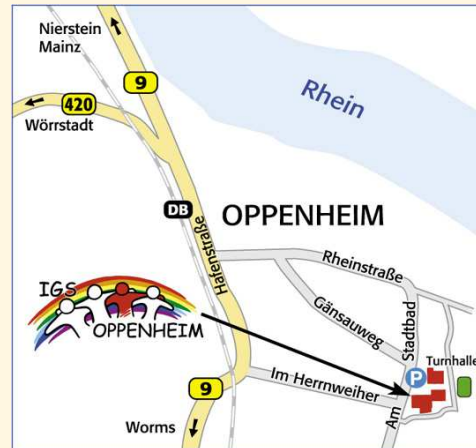 Nierstein
Mainz
9
420
Wörrstadt
Rhein
DB
OPPENHEIM
Hafenstraße
Rheinstraße
Gänsauweg
IGS
OPPENHEIM
Am Stadtbad
Turnhalle
P
Im Herrnweiher
9
Worms